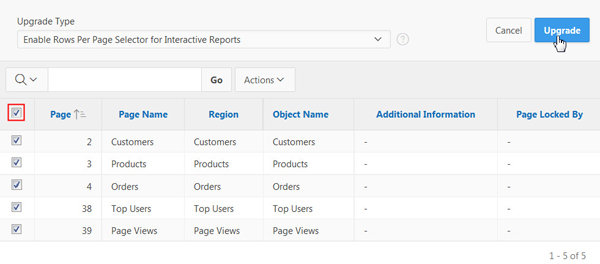 Upgrade Type
Enable Rows Per Page Selector for Interactive Reports ? Cancel Upgrade
Go Actions
Page Page Name Region Object Name Additional Information Page Locked By
2 Customers Customers Customers - -
3 Products Products Products - -
4 Orders Orders Orders - -
38 Top Users Top Users Top Users - -
39 Page Views Page Views Page Views - -
1 - 5 of 5